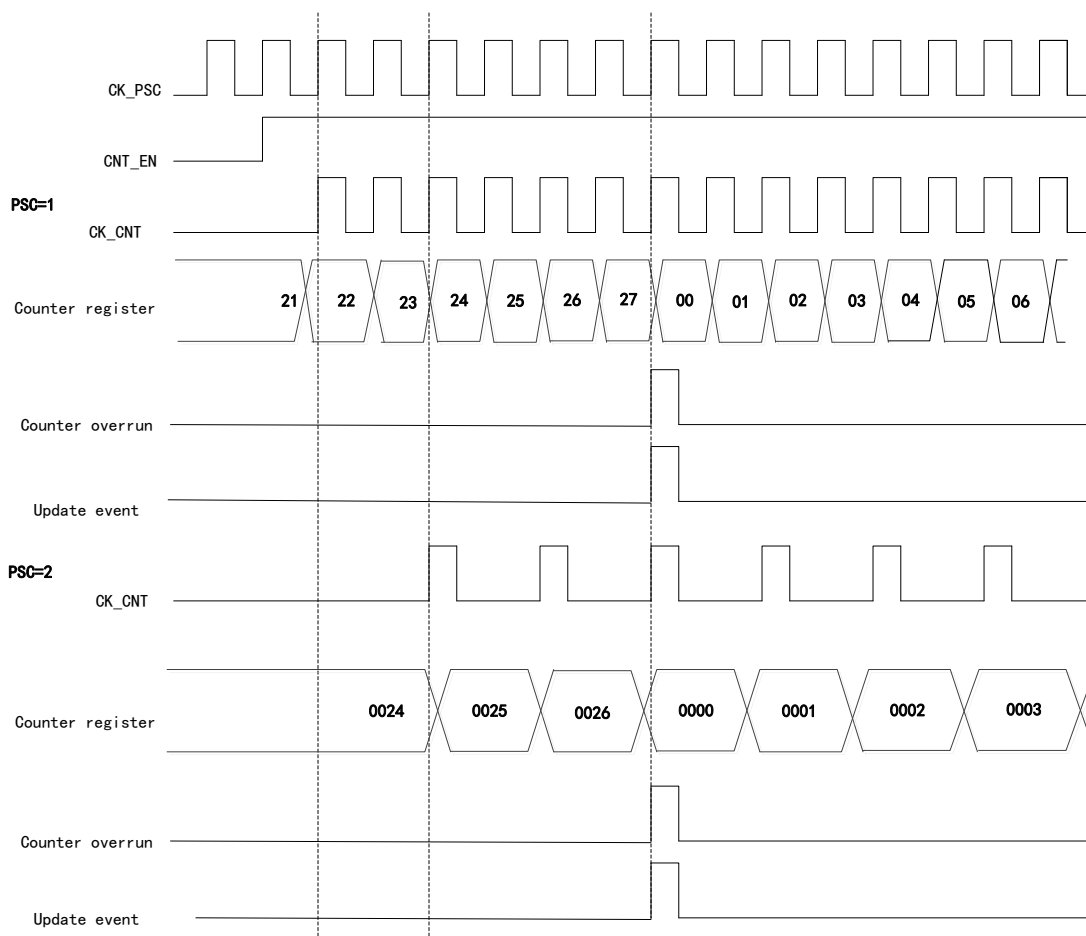 CK_PSC
CNT_EN
PSC=1
CK_CNT
Counter register 21 22 23 24 25 26 27 00 01 02 03 04 05 06
Counter overrun
Update event
PSC=2
CK_CNT
Counter register 0024 0025 0026 0000 0001 0002 0003
Counter overrun
Update event